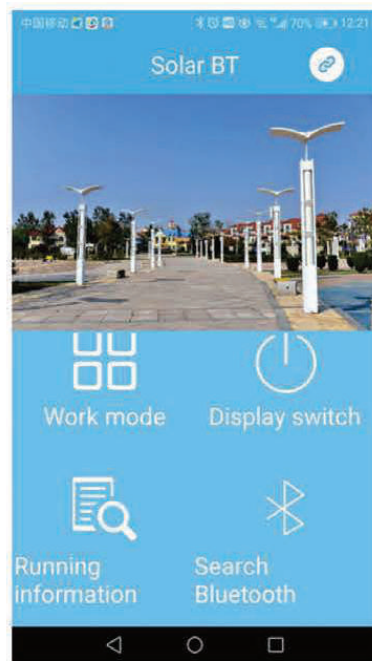 中国移动 70% 12:21
Solar BT
Work mode Display switch
Running
information
Search
Bluetooth